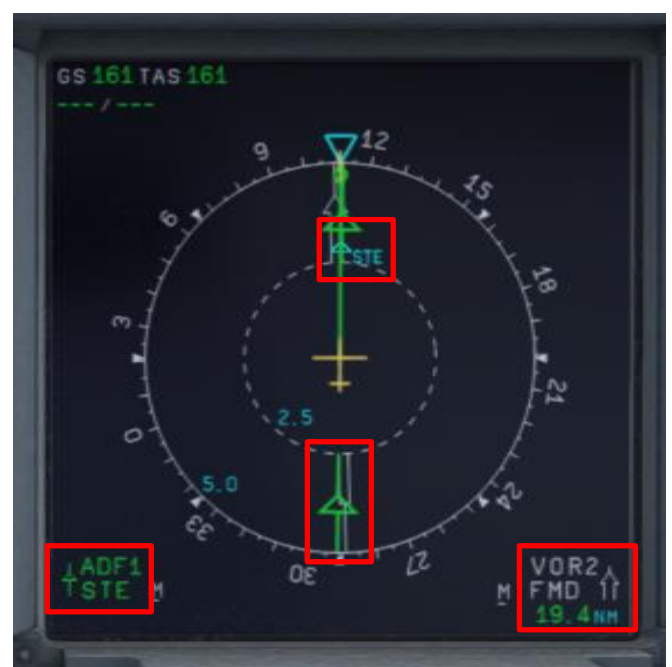 GS 161 TAS 161
--- / ---
12
9
15
6
STE
18
3
21
2.5
0
5.0
24
33
30
27
ADF1
STE M
VOR2
M FMD
19.4 NM